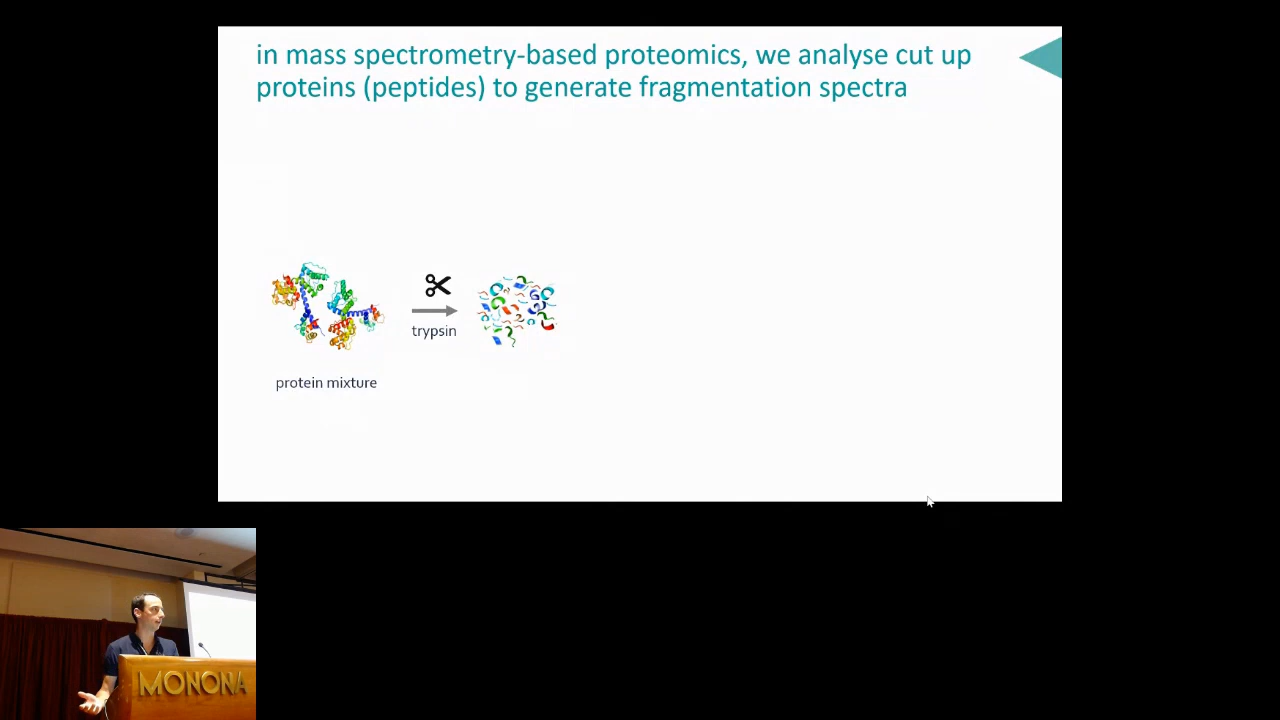 in mass spectrometry-based proteomics, we analyse cut up
proteins (peptides) to generate fragmentation spectra
trypsin
protein mixture
MONONA